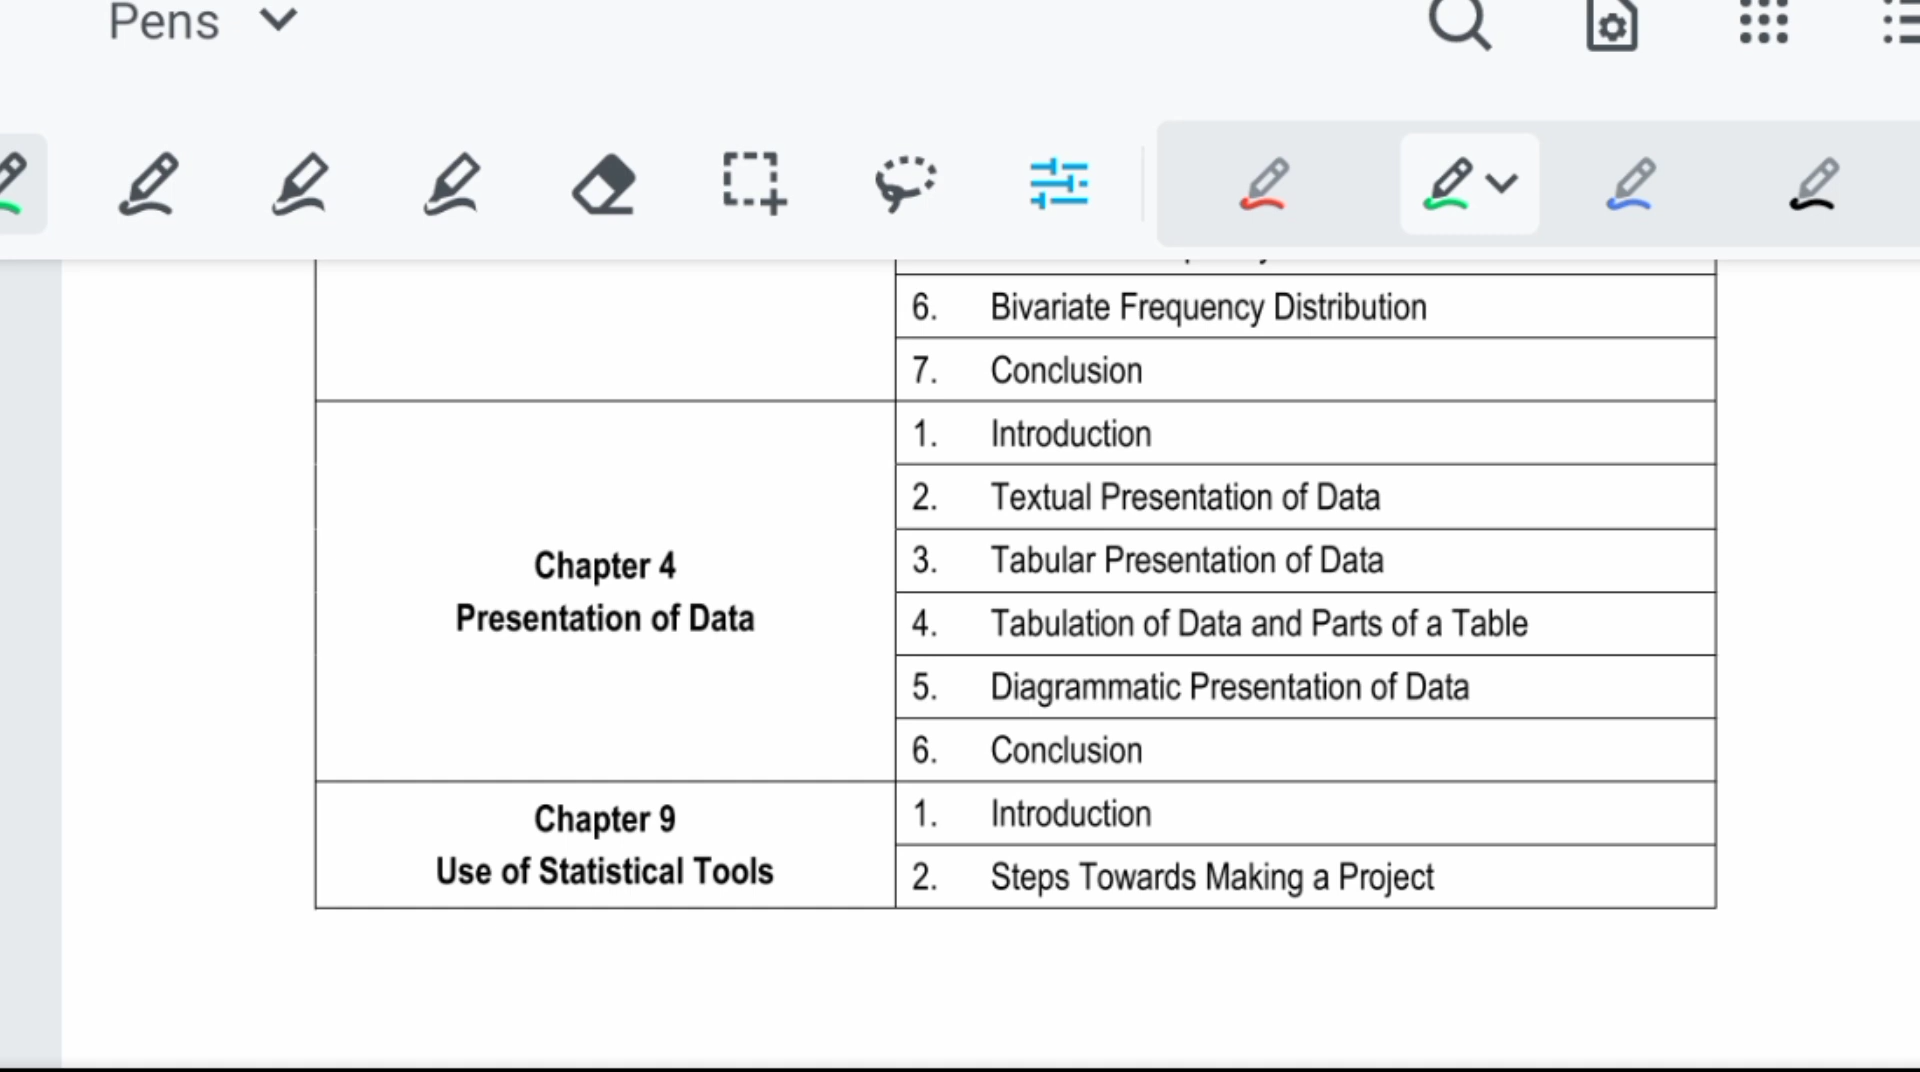 Pens
6. Bivariate Frequency Distribution
7. Conclusion
Chapter 4
Presentation of Data
1. Introduction
2. Textual Presentation of Data
3. Tabular Presentation of Data
4. Tabulation of Data and Parts of a Table
5. Diagrammatic Presentation of Data
6. Conclusion
Chapter 9
Use of Statistical Tools
1. Introduction
2. Steps Towards Making a Project